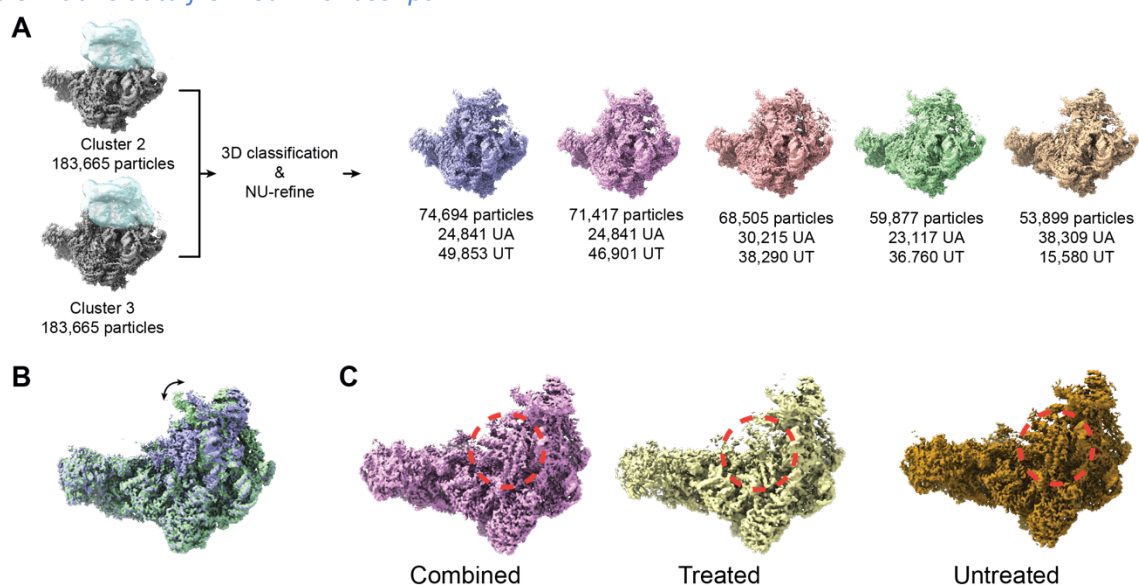 A
Cluster 2
183,665 particles
Cluster 3
183,665 particles
3D classification
&
NU-refine
74,694 particles
24,841 UA
49,853 UT
71,417 particles
24,841 UA
46,901 UT
68,505 particles
30,215 UA
38,290 UT
59,877 particles
23,117 UA
36.760 UT
53,899 particles
38,309 UA
15,580 UT
B
C
Combined
Treated
Untreated